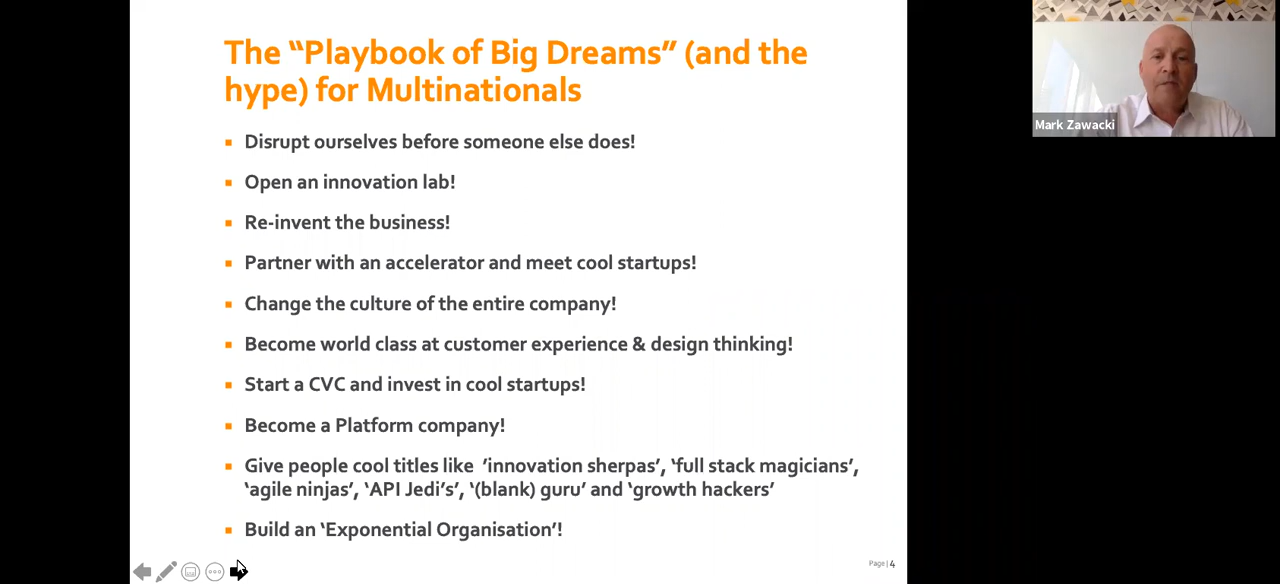 The “Playbook of Big Dreams” (and the
hype) for Multinationals
Disrupt ourselves before someone else does!
Open an innovation lab!
Re-invent the business!
Partner with an accelerator and meet cool startups!
Change the culture of the entire company!
Become world class at customer experience & design thinking!
Start a CVC and invest in cool startups!
Become a Platform company!
Give people cool titles like ’innovation sherpas’, ‘full stack magicians’,
‘agile ninjas’, ‘API Jedi’s’, ‘(blank) guru’ and ‘growth hackers’
Build an ‘Exponential Organisation’!
Page | 4
Mark Zawacki